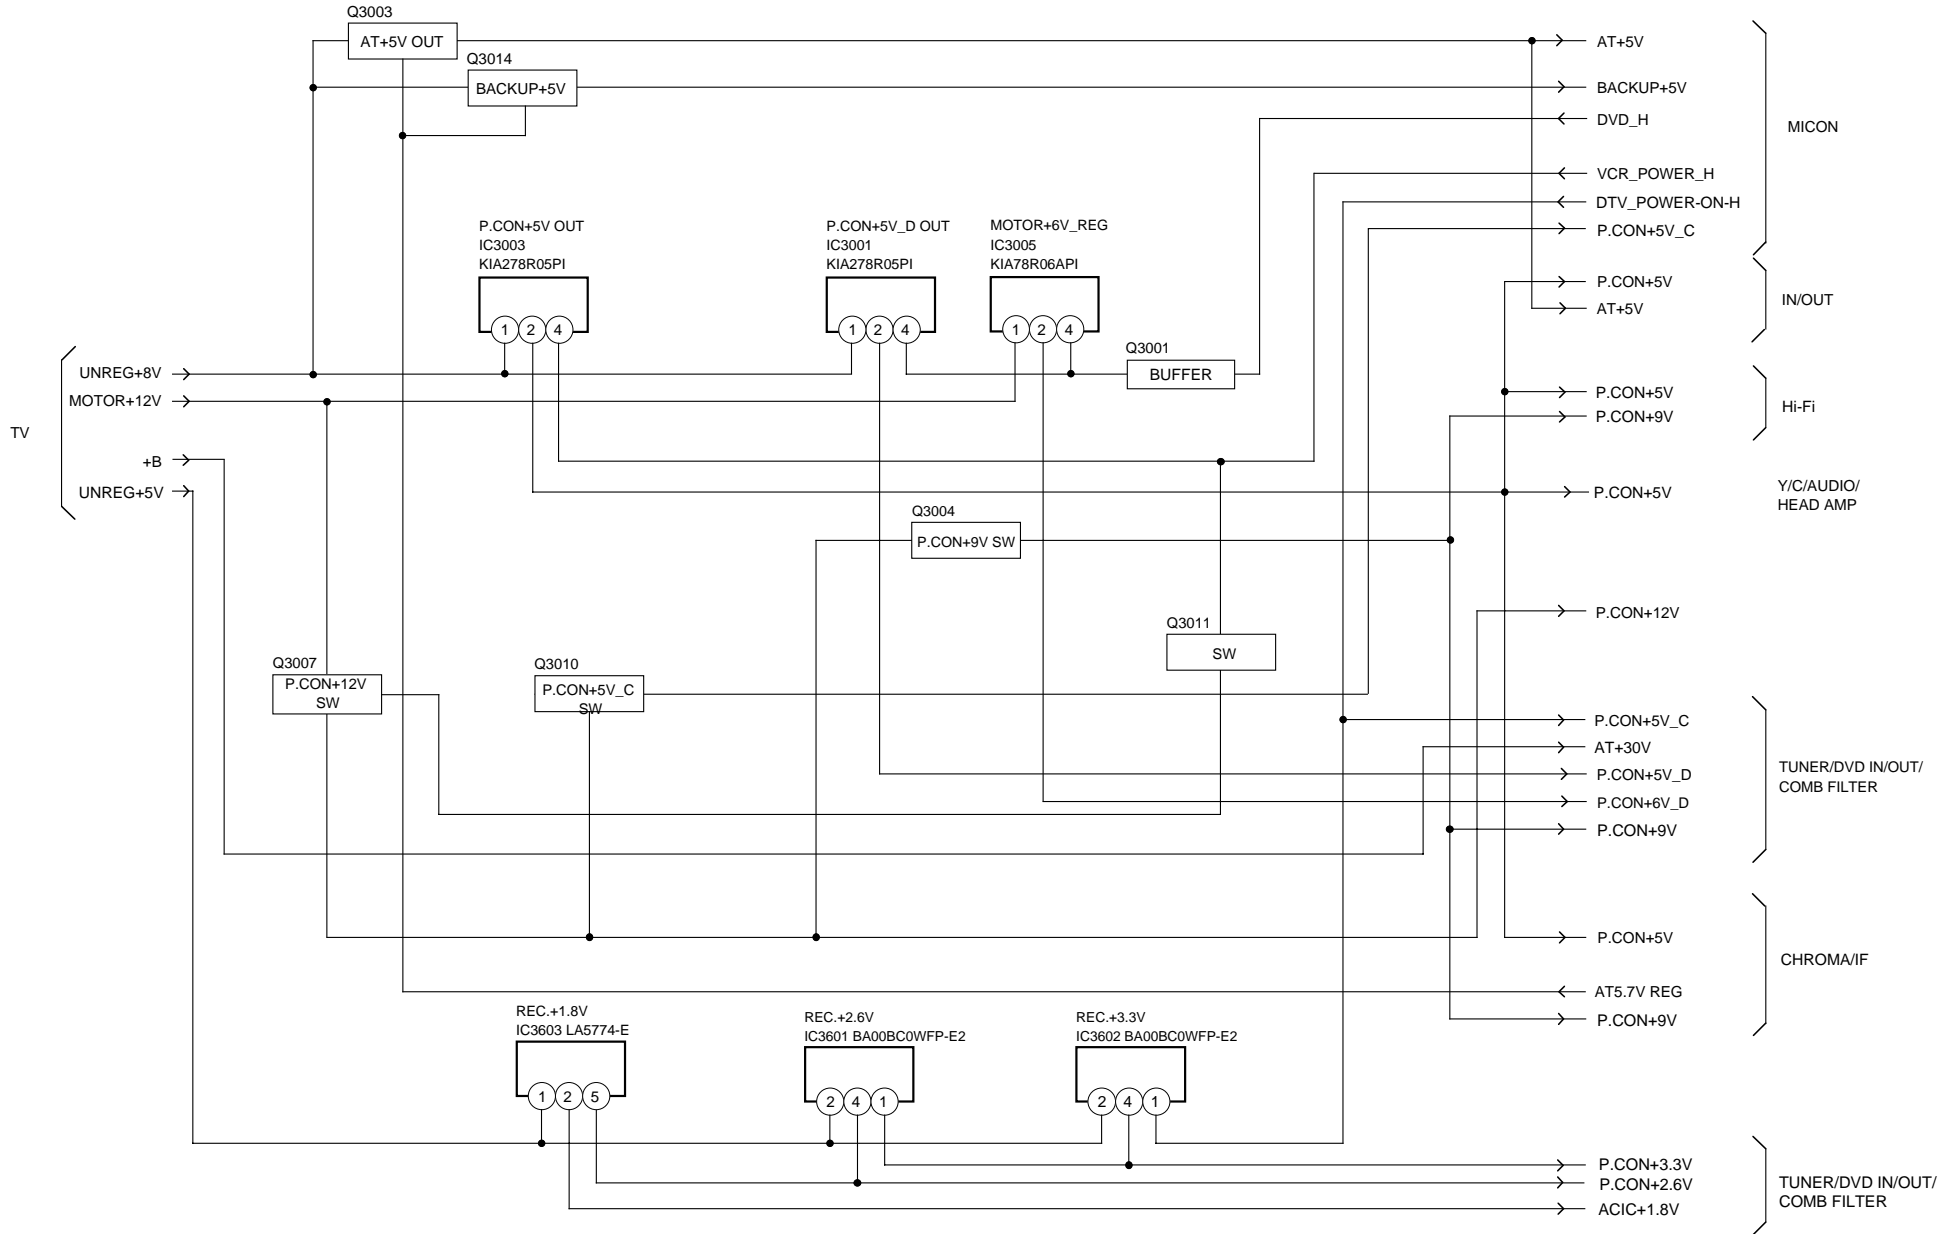 Q3003
AT+5V OUT
Q3014
BACKUP+5V
AT+5V
BACKUP+5V
DVD_H
MICON
VCR_POWER_H
DTV_POWER-ON-H
P.CON+5V_C
P.CON+5V OUT
IC3003
KIA278R05PI
1 2 4
P.CON+5V_D OUT
IC3001
KIA278R05PI
1 2 4
MOTOR+6V_REG
IC3005
KIA78R06API
1 2 4
P.CON+5V
AT+5V
IN/OUT
Q3001
BUFFER
TV
UNREG+8V
MOTOR+12V
+B
UNREG+5V
P.CON+5V
P.CON+9V
Hi-Fi
P.CON+5V
Y/C/AUDIO/
HEAD AMP
Q3004
P.CON+9V SW
P.CON+12V
Q3011
SW
Q3007
P.CON+12V
SW
Q3010
P.CON+5V_C
SW
P.CON+5V_C
AT+30V
P.CON+5V_D
P.CON+6V_D
P.CON+9V
TUNER/DVD IN/OUT/
COMB FILTER
P.CON+5V
AT5.7V REG
P.CON+9V
CHROMA/IF
REC.+1.8V
IC3603 LA5774-E
1 2 5
REC.+2.6V
IC3601 BA00BC0WFP-E2
2 4 1
REC.+3.3V
IC3602 BA00BC0WFP-E2
2 4 1
P.CON+3.3V
P.CON+2.6V
ACIC+1.8V
TUNER/DVD IN/OUT/
COMB FILTER